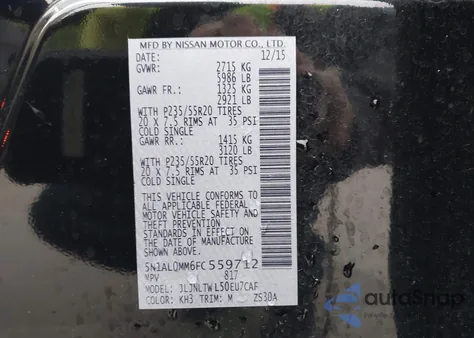 MFD BY NISSAN MOTOR CO., LTD.
DATE: 12/15
GVWR: 2715 KG
5986 LB
GAWR FR.: 1325 KG
2921 LB
WITH P235/55R20 TIRES
20 X 7.5 RIMS AT 35 PSI
COLD SINGLE
GAWR RR.: 1415 KG
3120 LB
WITH P235/55R20 TIRES
20 X 7.5 RIMS AT 35 PSI
COLD SINGLE
THIS VEHICLE CONFORMS TO
ALL APPLICABLE FEDERAL
MOTOR VEHICLE SAFETY AND
THEFT PREVENTION
STANDARDS IN EFFECT ON
THE DATE OF MANUFACTURE
SHOWN ABOVE.
5N1AL0MM6FC559712
MPV 817
MODEL: JLJNLTWL50EU7CAF
COLOR: KH3 TRIM: M ZS30A
autoSnap